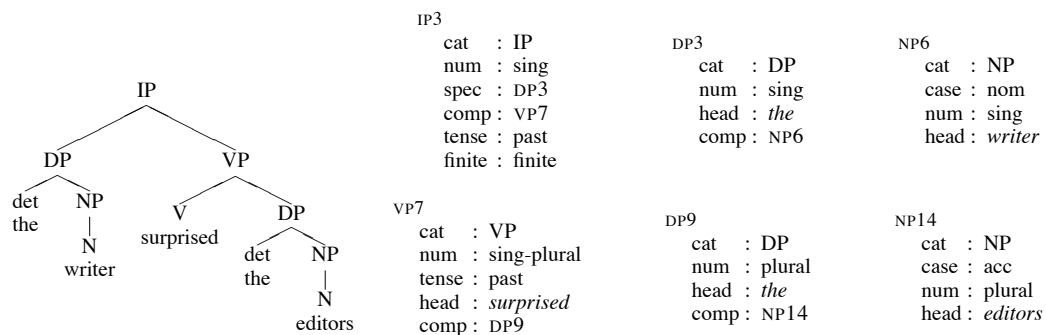 IP
DP VP
det NP V DP
the N surprised det NP
writer the N
editors
IP3
cat : IP
num : sing
spec : DP3
comp : VP7
tense : past
finite : finite
DP3
cat : DP
num : sing
head : the
comp : NP6
NP6
cat : NP
case : nom
num : sing
head : writer
VP7
cat : VP
num : sing-plural
tense : past
head : surprised
comp : DP9
DP9
cat : DP
num : plural
head : the
comp : NP14
NP14
cat : NP
case : acc
num : plural
head : editors